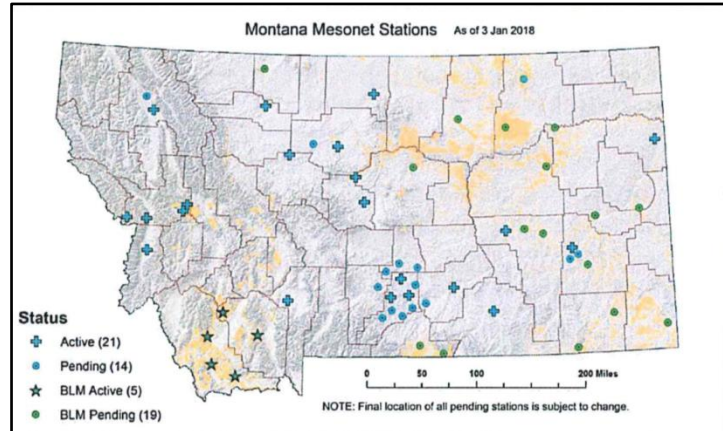 Montana Mesonet Stations As of 3 Jan 2018
Status
Active (21)
Pending (14)
BLM Active (5)
BLM Pending (19)
0 50 100 200 Miles
NOTE: Final location of all pending stations is subject to change.